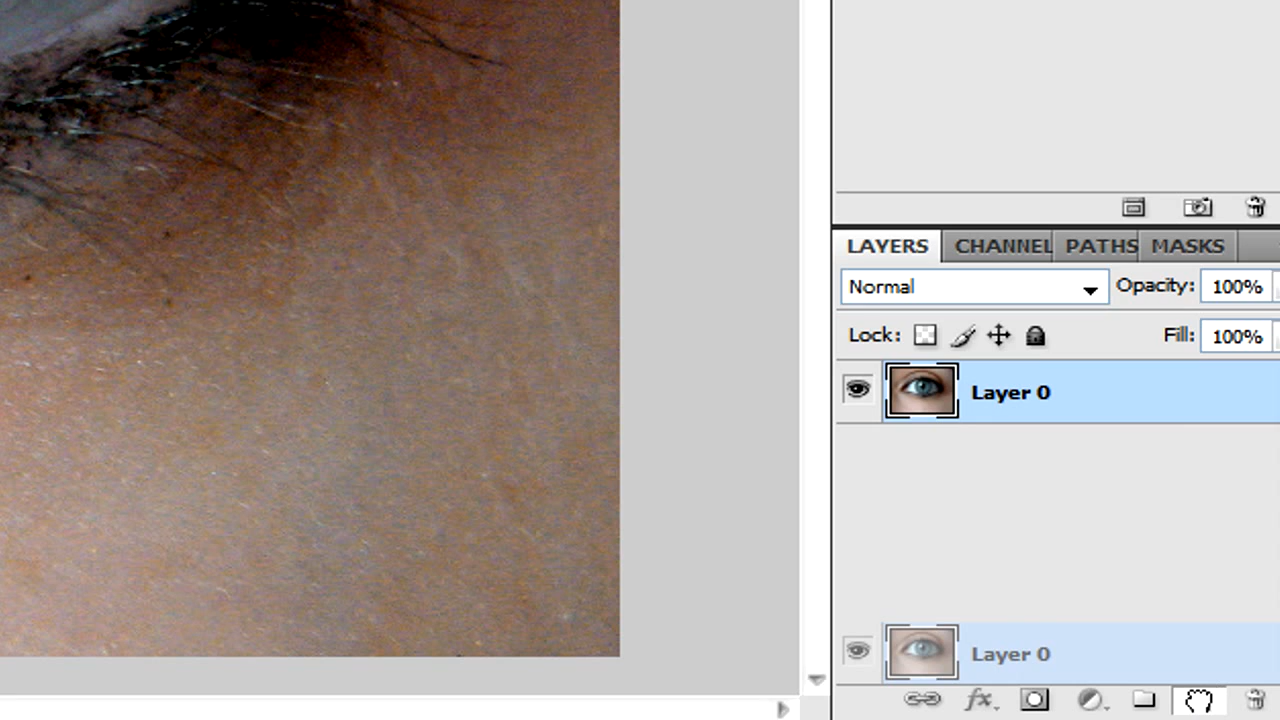 LAYERS CHANNEL PATHS MASKS
Normal Opacity: 100%
Lock: Fill: 100%
Layer 0
Layer 0
fx